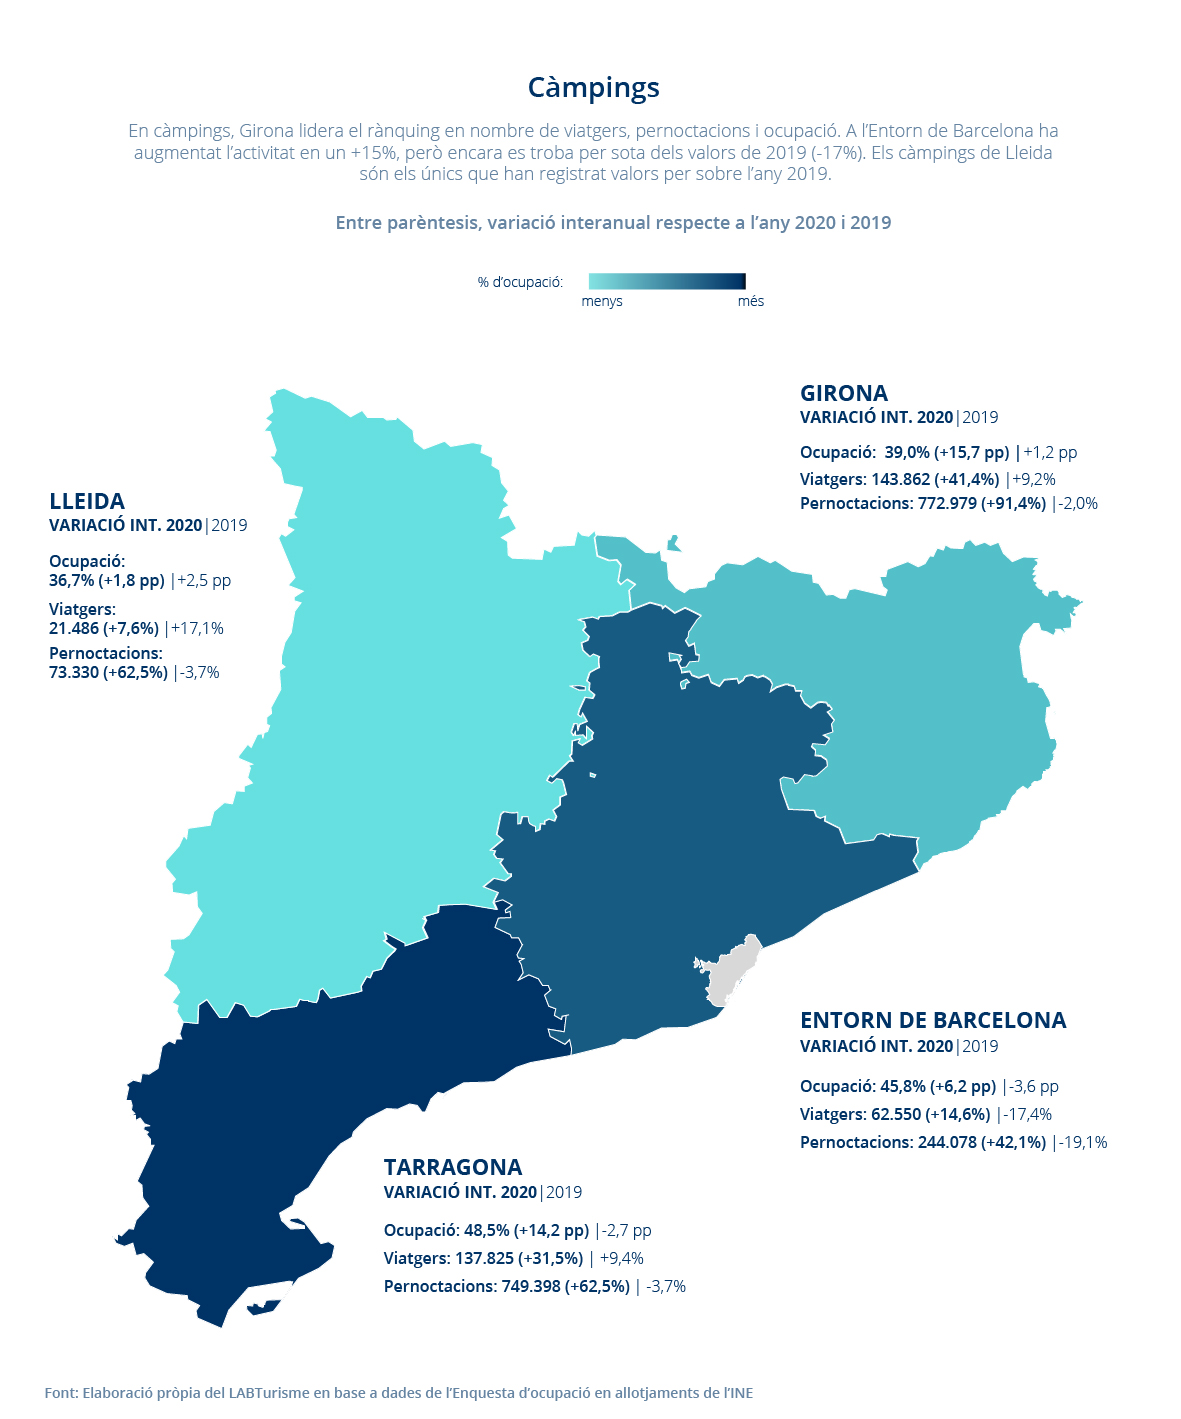 Càmpings
En càmpings, Girona lidera el rànquing en nombre de viatgers, pernoctacions i ocupació. A l’Entorn de Barcelona ha
augmentat l’activitat en un +15%, però encara es troba per sota dels valors de 2019 (-17%). Els càmpings de Lleida
són els únics que han registrat valors per sobre l’any 2019.
Entre parèntesis, variació interanual respecte a l’any 2020 i 2019
% d’ocupació:
menys
més
GIRONA
VARIACIÓ INT. 2020|2019
Ocupació: 39,0% (+15,7 pp) |+1,2 pp
Viatgers: 143.862 (+41,4%) |+9,2%
Pernoctacions: 772.979 (+91,4%) |-2,0%
LLEIDA
VARIACIÓ INT. 2020|2019
Ocupació:
36,7% (+1,8 pp) |+2,5 pp
Viatgers:
21.486 (+7,6%) |+17,1%
Pernoctacions:
73.330 (+62,5%) |-3,7%
ENTORN DE BARCELONA
VARIACIÓ INT. 2020|2019
Ocupació: 45,8% (+6,2 pp) |-3,6 pp
Viatgers: 62.550 (+14,6%) |-17,4%
Pernoctacions: 244.078 (+42,1%) |-19,1%
TARRAGONA
VARIACIÓ INT. 2020|2019
Ocupació: 48,5% (+14,2 pp) |-2,7 pp
Viatgers: 137.825 (+31,5%) | +9,4%
Pernoctacions: 749.398 (+62,5%) | -3,7%
Font: Elaboració pròpia del LABTurisme en base a dades de l’Enquesta d’ocupació en allotjaments de l’INE